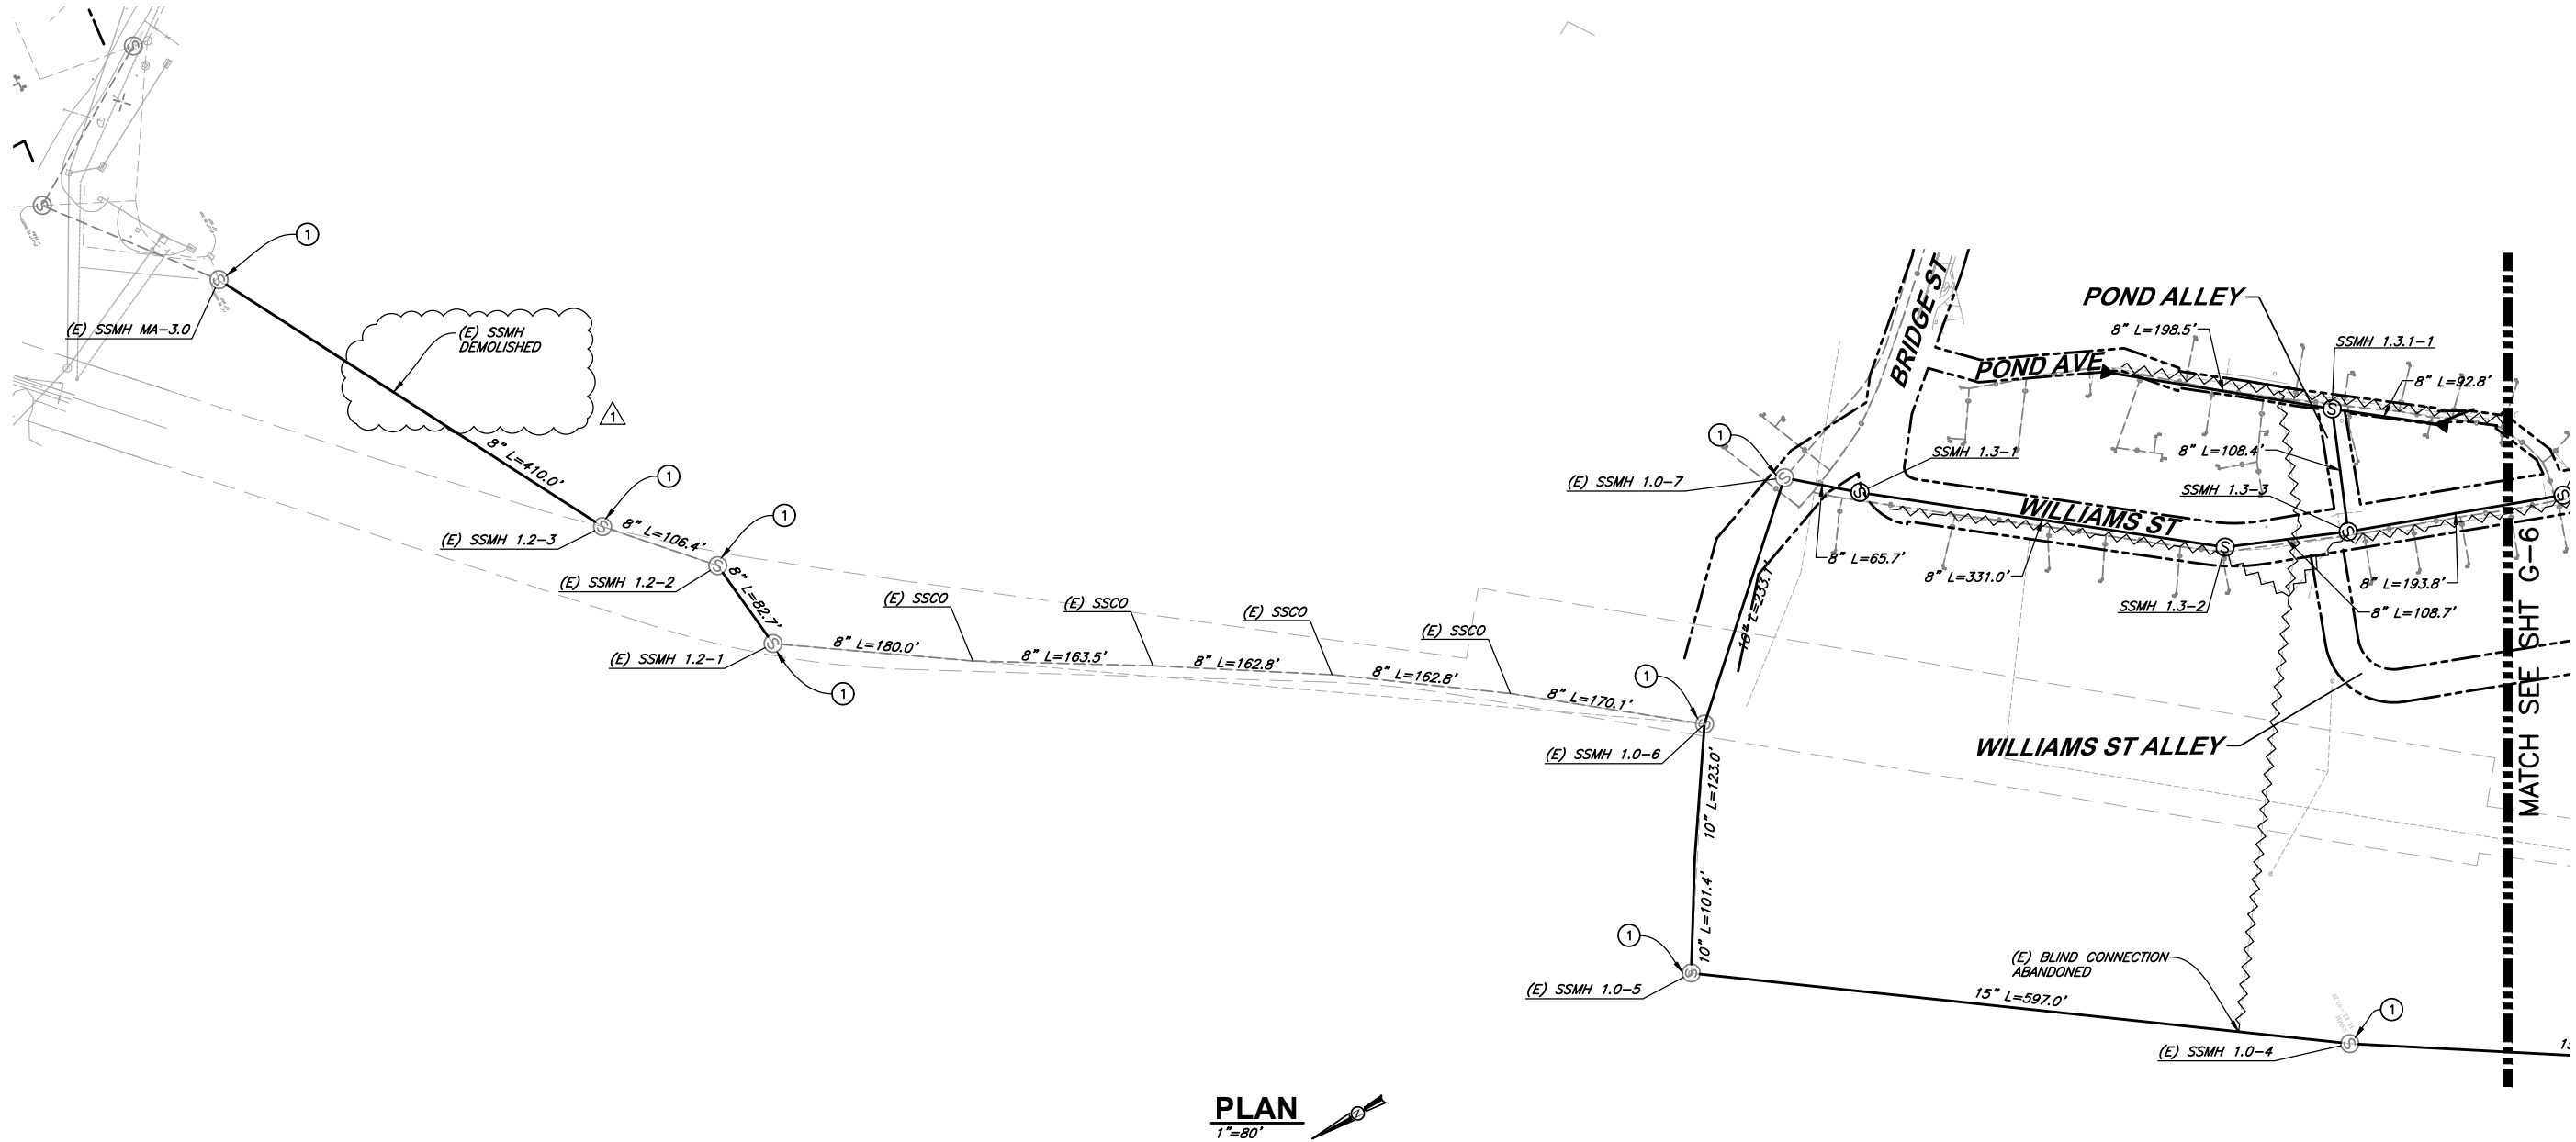 (E) SSMH MA-3.0
1
(E) SSMH
DEMOLISHED
1
8" L=410.0'
1
(E) SSMH 1.2-3
8" L=106.4'
1
(E) SSMH 1.2-2
8" L=82.7'
(E) SSMH 1.2-1
1
8" L=180.0'
(E) SSCO
8" L=163.5'
(E) SSCO
8" L=162.8'
(E) SSCO
8" L=162.8'
(E) SSCO
8" L=170.1'
1
(E) SSMH 1.0-6
1
(E) SSMH 1.0-7
10" L=233.1'
10" L=123.0'
10" L=101.4'
1
(E) SSMH 1.0-5
15" L=597.0'
(E) BLIND CONNECTION
ABANDONED
1
(E) SSMH 1.0-4
BRIDGE ST
POND AVE
POND ALLEY
8" L=198.5'
SSMH 1.3.1-1
8" L=92.8'
8" L=108.4'
SSMH 1.3-1
SSMH 1.3-3
WILLIAMS ST
8" L=65.7'
8" L=331.0'
SSMH 1.3-2
8" L=193.8'
8" L=108.7'
WILLIAMS ST ALLEY
MATCH SEE SHT G-6
PLAN
1"=80'